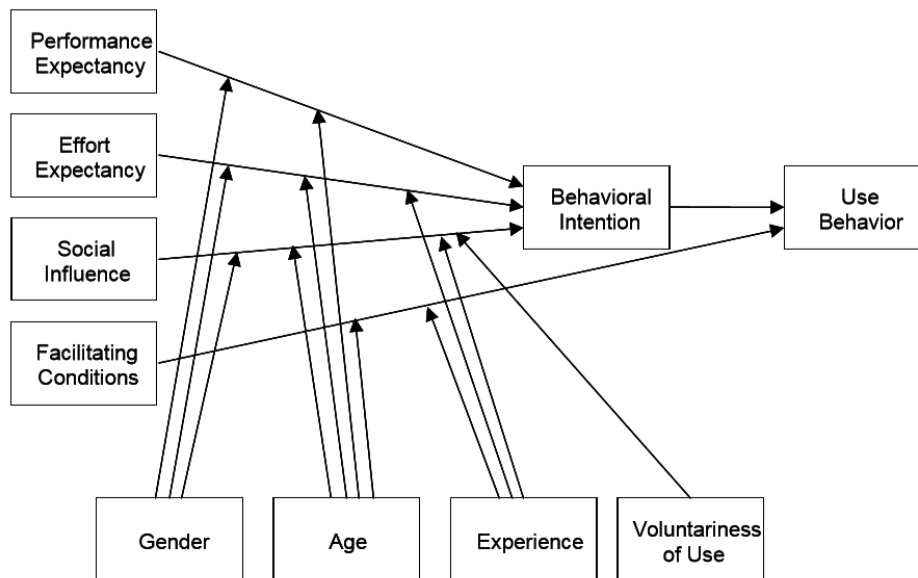 Performance
Expectancy
Effort
Expectancy
Social
Influence
Facilitating
Conditions
Behavioral
Intention
Use
Behavior
Gender
Age
Experience
Voluntariness
of Use